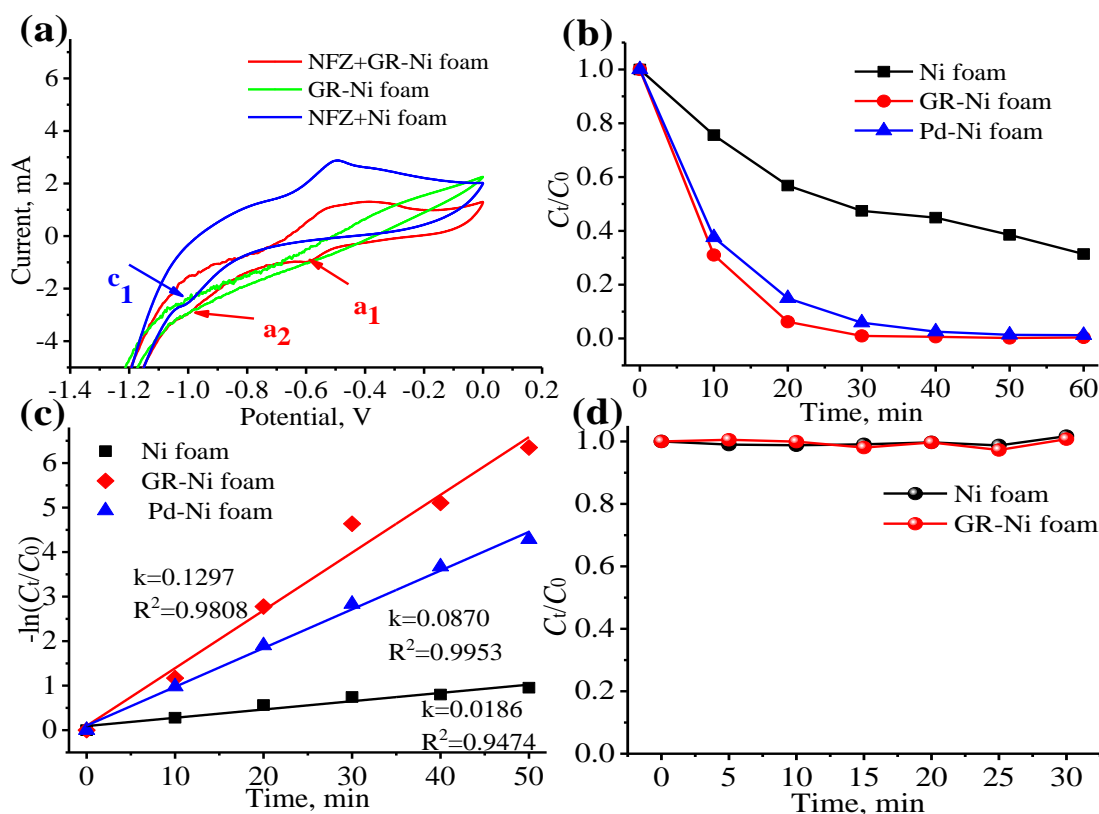 (a)
NFZ+GR-Ni foam
GR-Ni foam
NFZ+Ni foam
6
4
2
0
-2
-4
Current, mA
c1
a1
a2
-1.4 -1.2 -1.0 -0.8 -0.6 -0.4 -0.2 0.0 0.2
Potential, V
(b)
Ni foam
GR-Ni foam
Pd-Ni foam
1.0
0.8
0.6
0.4
0.2
0.0
Ct/C0
0 10 20 30 40 50 60
Time, min
(c)
Ni foam
GR-Ni foam
Pd-Ni foam
6
5
4
3
2
1
0
-ln(Ct/C0)
k=0.1297
R²=0.9808
k=0.0870
R²=0.9953
k=0.0186
R²=0.9474
0 10 20 30 40 50
Time, min
(d)
1.0
0.8
0.6
0.4
0.2
0.0
Ct/C0
Ni foam
GR-Ni foam
0 5 10 15 20 25 30
Time, min